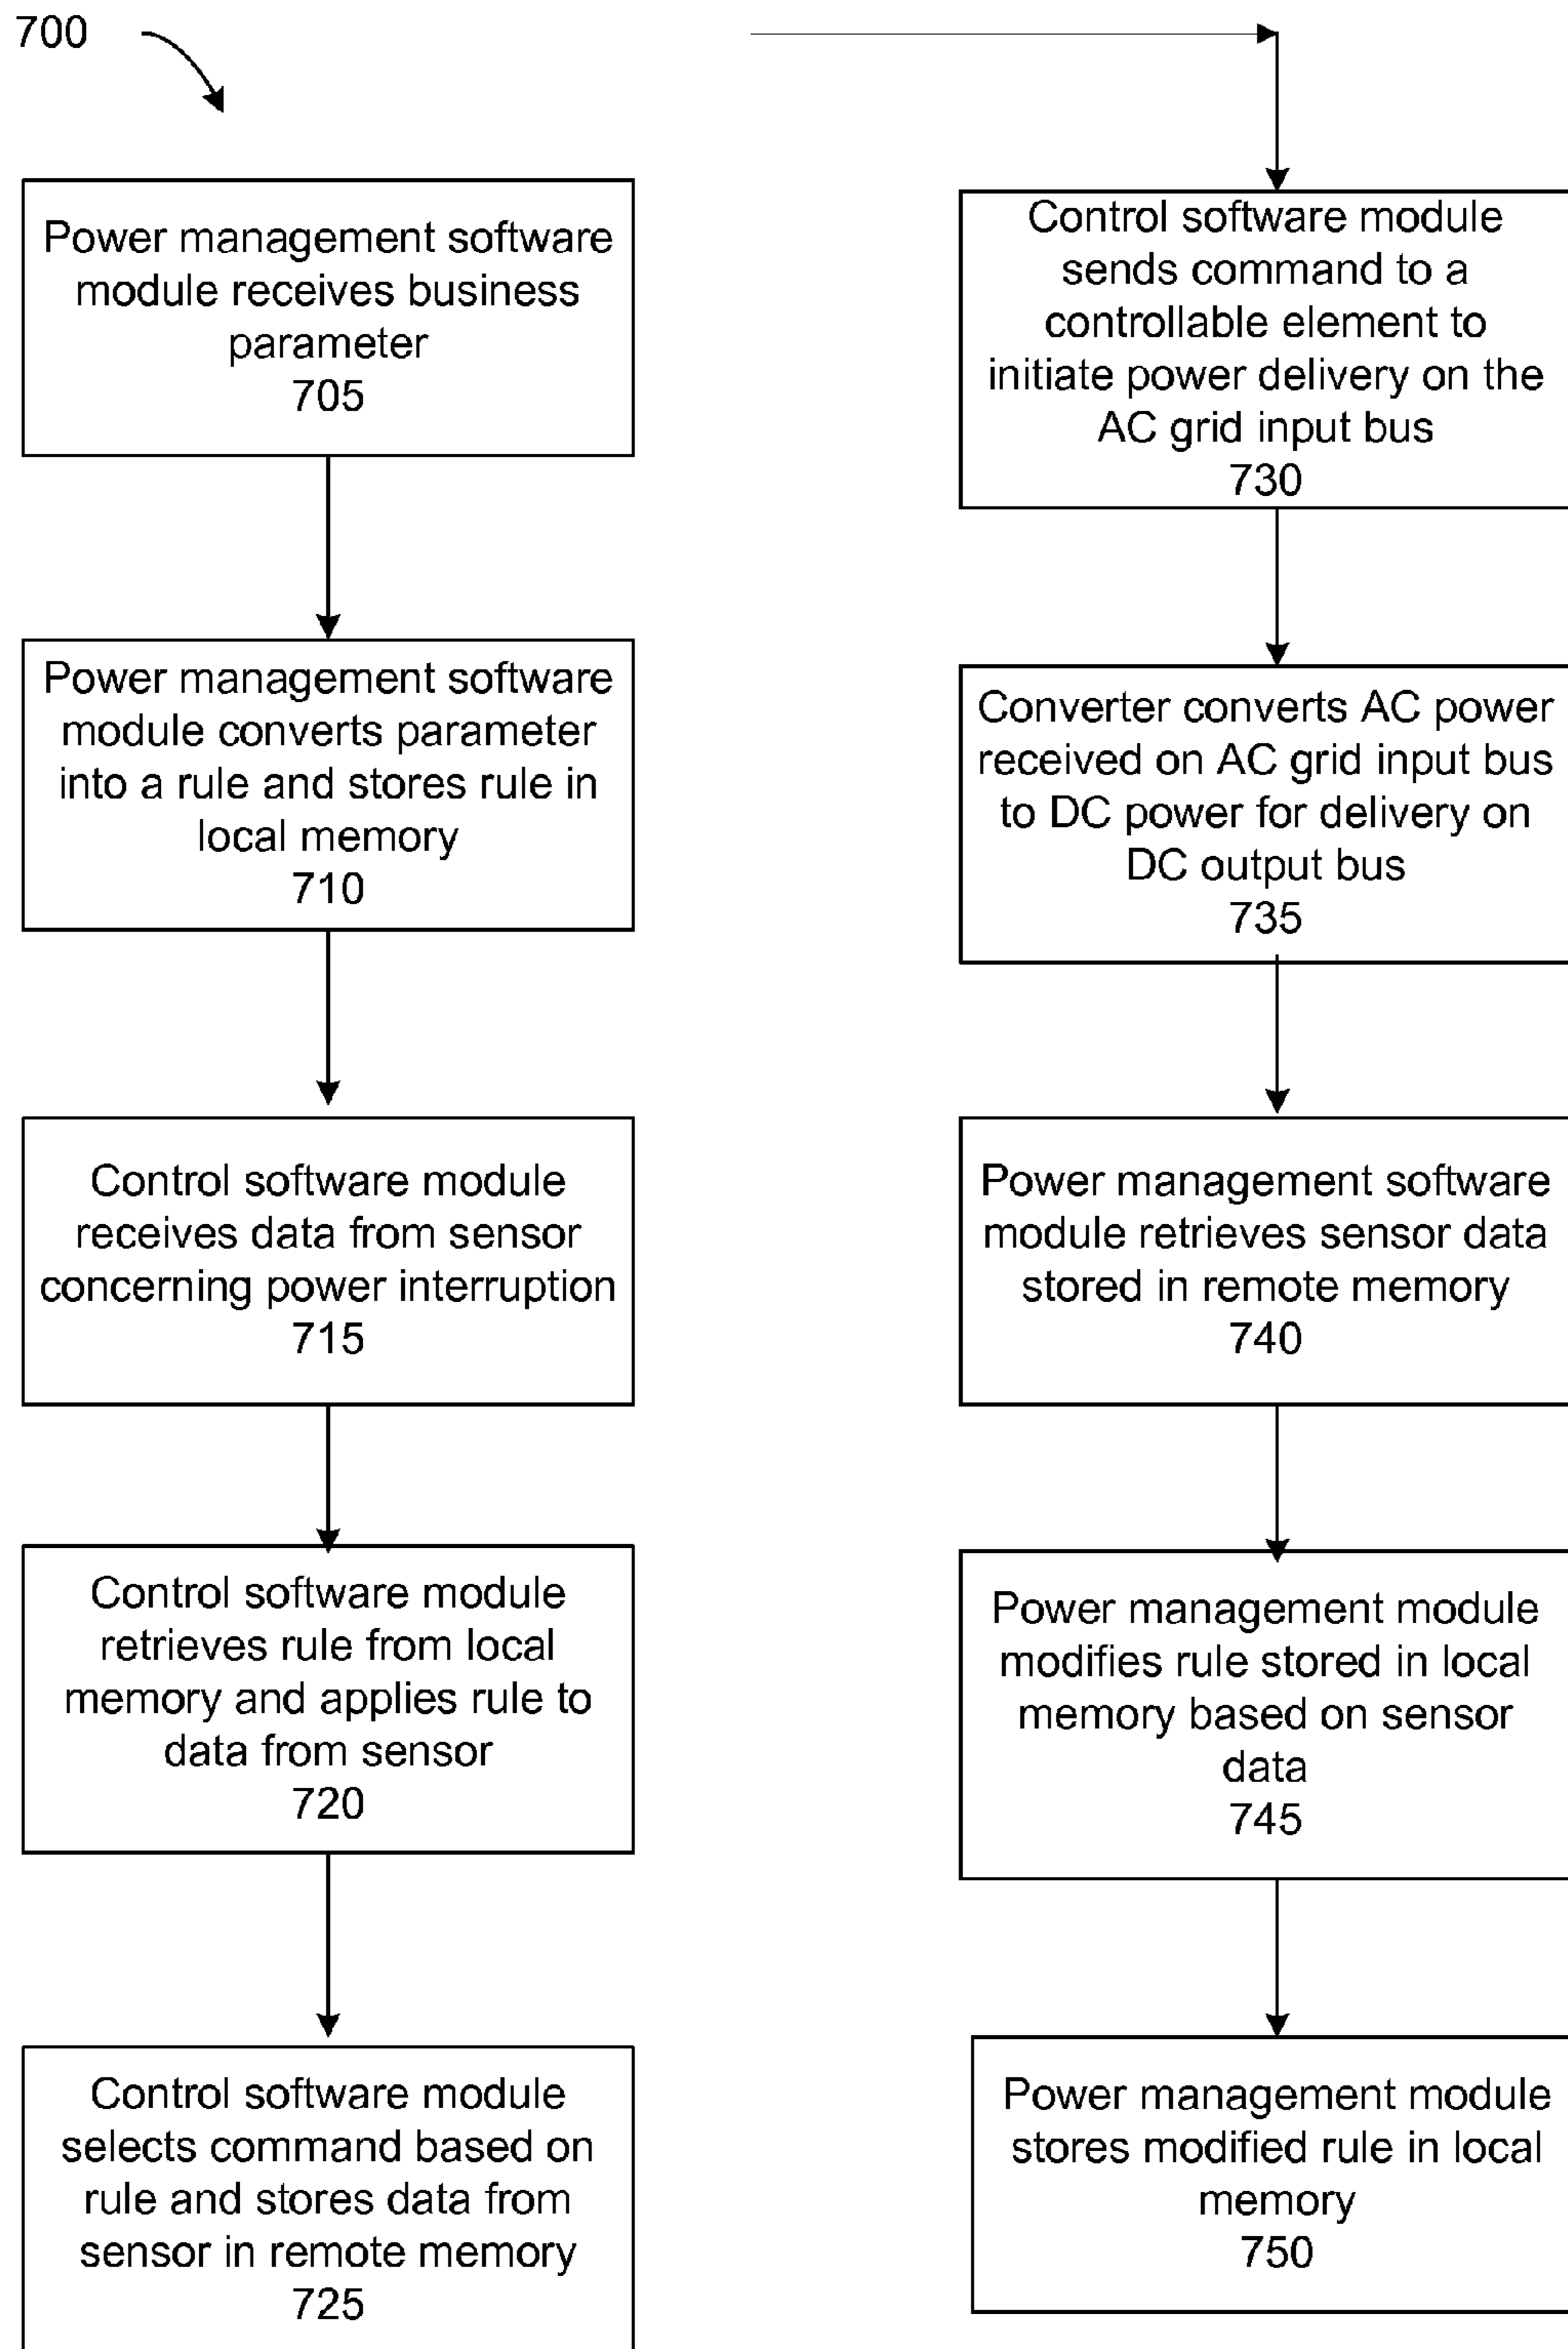 700
Power management software
module receives business
parameter
705
Power management software
module converts parameter
into a rule and stores rule in
local memory
710
Control software module
receives data from sensor
concerning power interruption
715
Control software module
retrieves rule from local
memory and applies rule to
data from sensor
720
Control software module
selects command based on
rule and stores data from
sensor in remote memory
725
Control software module
sends command to a
controllable element to
initiate power delivery on the
AC grid input bus
730
Converter converts AC power
received on AC grid input bus
to DC power for delivery on
DC output bus
735
Power management software
module retrieves sensor data
stored in remote memory
740
Power management module
modifies rule stored in local
memory based on sensor
data
745
Power management module
stores modified rule in local
memory
750